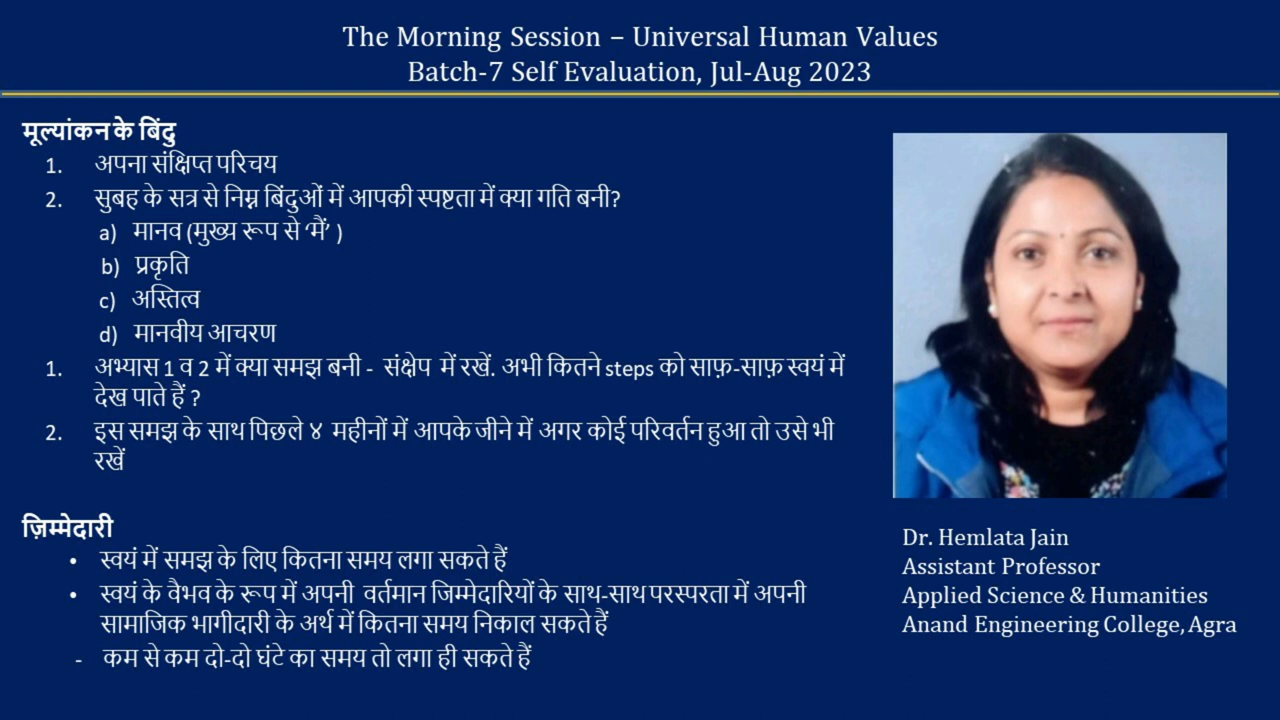 The Morning Session – Universal Human Values
Batch-7 Self Evaluation, Jul-Aug 2023
मूल्यांकन के बिंदु
1. अपना संक्षिप्त परिचय
2. सुबह के सत्र से निम्न बिंदुओं में आपकी स्पष्टता में क्या गति बनी?
a) मानव (मुख्य रूप से ‘मैं’ )
b) प्रकृति
c) अस्तित्व
d) मानवीय आचरण
1. अभ्यास 1 व 2 में क्या समझ बनी - संक्षेप में रखें. अभी कितने steps को साफ़-साफ़ स्वयं में
देख पाते हैं ?
2. इस समझ के साथ पिछले ४ महीनों में आपके जीने में अगर कोई परिवर्तन हुआ तो उसे भी
रखें
ज़िम्मेदारी
• स्वयं में समझ के लिए कितना समय लगा सकते हैं
• स्वयं के वैभव के रूप में अपनी वर्तमान जिम्मेदारियों के साथ-साथ परस्परता में अपनी
सामाजिक भागीदारी के अर्थ में कितना समय निकाल सकते हैं
- कम से कम दो-दो घंटे का समय तो लगा ही सकते हैं
Dr. Hemlata Jain
Assistant Professor
Applied Science & Humanities
Anand Engineering College, Agra